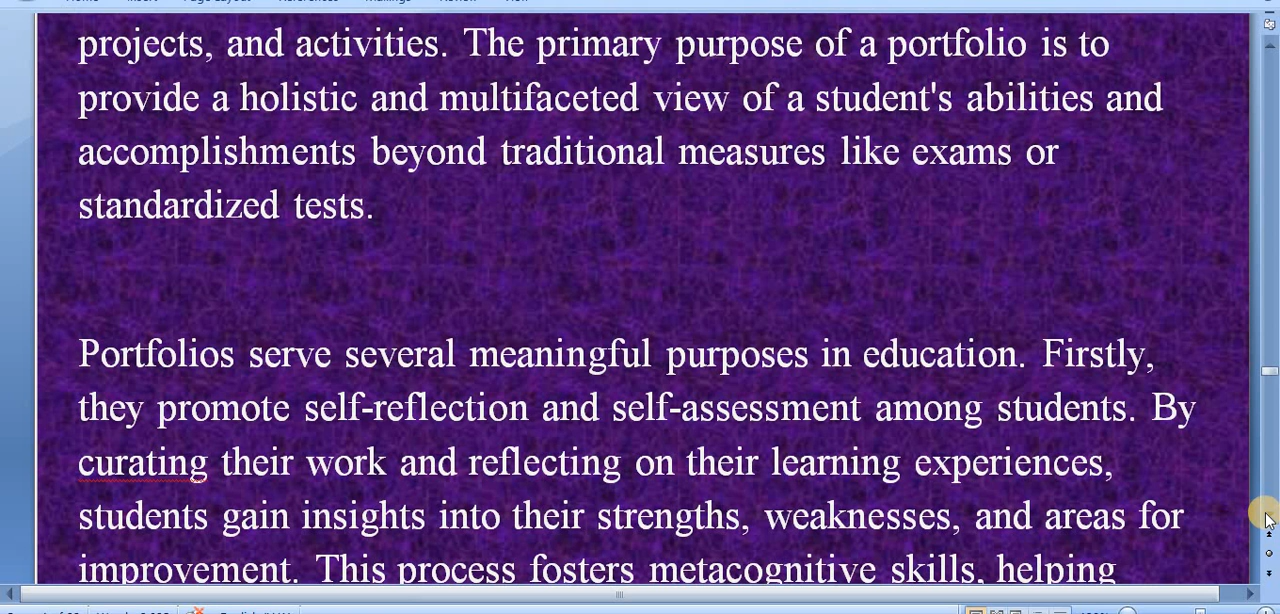 projects, and activities. The primary purpose of a portfolio is to
provide a holistic and multifaceted view of a student's abilities and
accomplishments beyond traditional measures like exams or
standardized tests.
Portfolios serve several meaningful purposes in education. Firstly,
they promote self-reflection and self-assessment among students. By
curating their work and reflecting on their learning experiences,
students gain insights into their strengths, weaknesses, and areas for
improvement. This process fosters metacognitive skills, helping